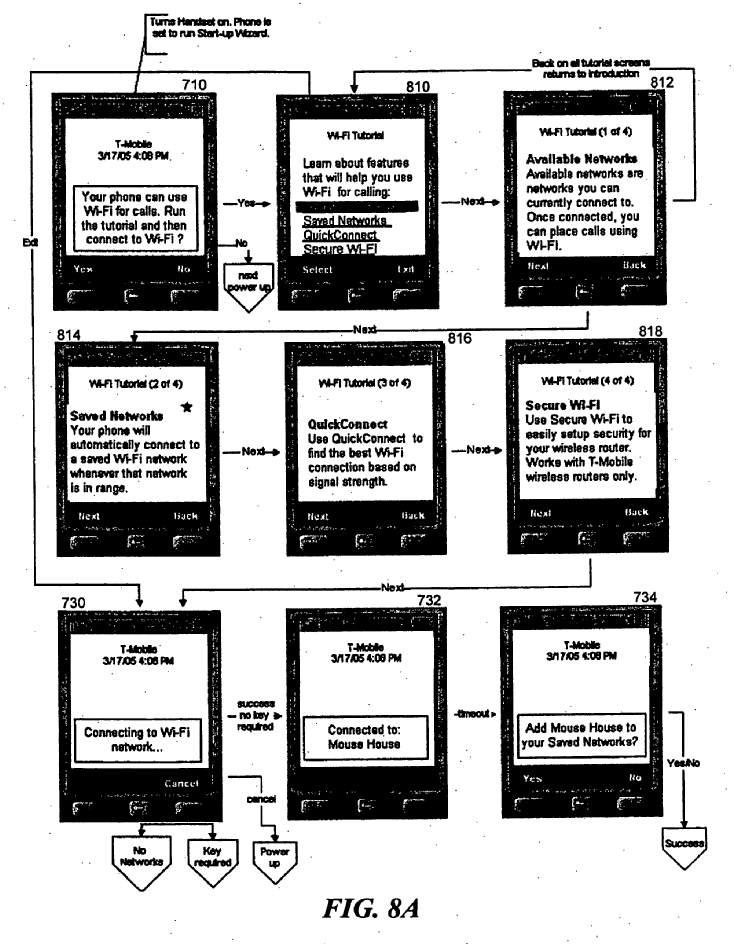 Turns Handset on. Phone is
set to run Start-up Wizard.
Back on all tutorial screens
returns to introduction
710
T-Mobile
3/17/05 4:08 PM
Your phone can use
Wi-Fi for calls. Run
the tutorial and then
connect to Wi-Fi ?
Yes No
Yes
No
next
power up
Exit
810
Wi-Fi Tutorial
Learn about features
that will help you use
Wi-Fi for calling:
Saved Networks
QuickConnect
Secure Wi-Fi
Select Exit
Next
812
Wi-Fi Tutorial (1 of 4)
Available Networks
Available networks are
networks you can
currently connect to.
Once connected, you
can place calls using
Wi-Fi.
Next Back
Next
814
Wi-Fi Tutorial (2 of 4)
Saved Networks
Your phone will
automatically connect to
a saved Wi-Fi network
whenever that network
is in range.
Next Back
Next
816
Wi-Fi Tutorial (3 of 4)
QuickConnect
Use QuickConnect to
find the best Wi-Fi
connection based on
signal strength.
Next Back
Next
818
Wi-Fi Tutorial (4 of 4)
Secure Wi-Fi
Use Secure Wi-Fi to
easily setup security for
your wireless router.
Works with T-Mobile
wireless routers only.
Next Back
Next
730
T-Mobile
3/17/05 4:08 PM
Connecting to Wi-Fi
network...
Cancel
success
no key
required
cancel
No
Networks
Key
required
Power
up
732
T-Mobile
3/17/05 4:08 PM
Connected to:
Mouse House
timeout
734
T-Mobile
3/17/05 4:08 PM
Add Mouse House to
your Saved Networks?
Yes No
Yes/No
Success
FIG. 8A